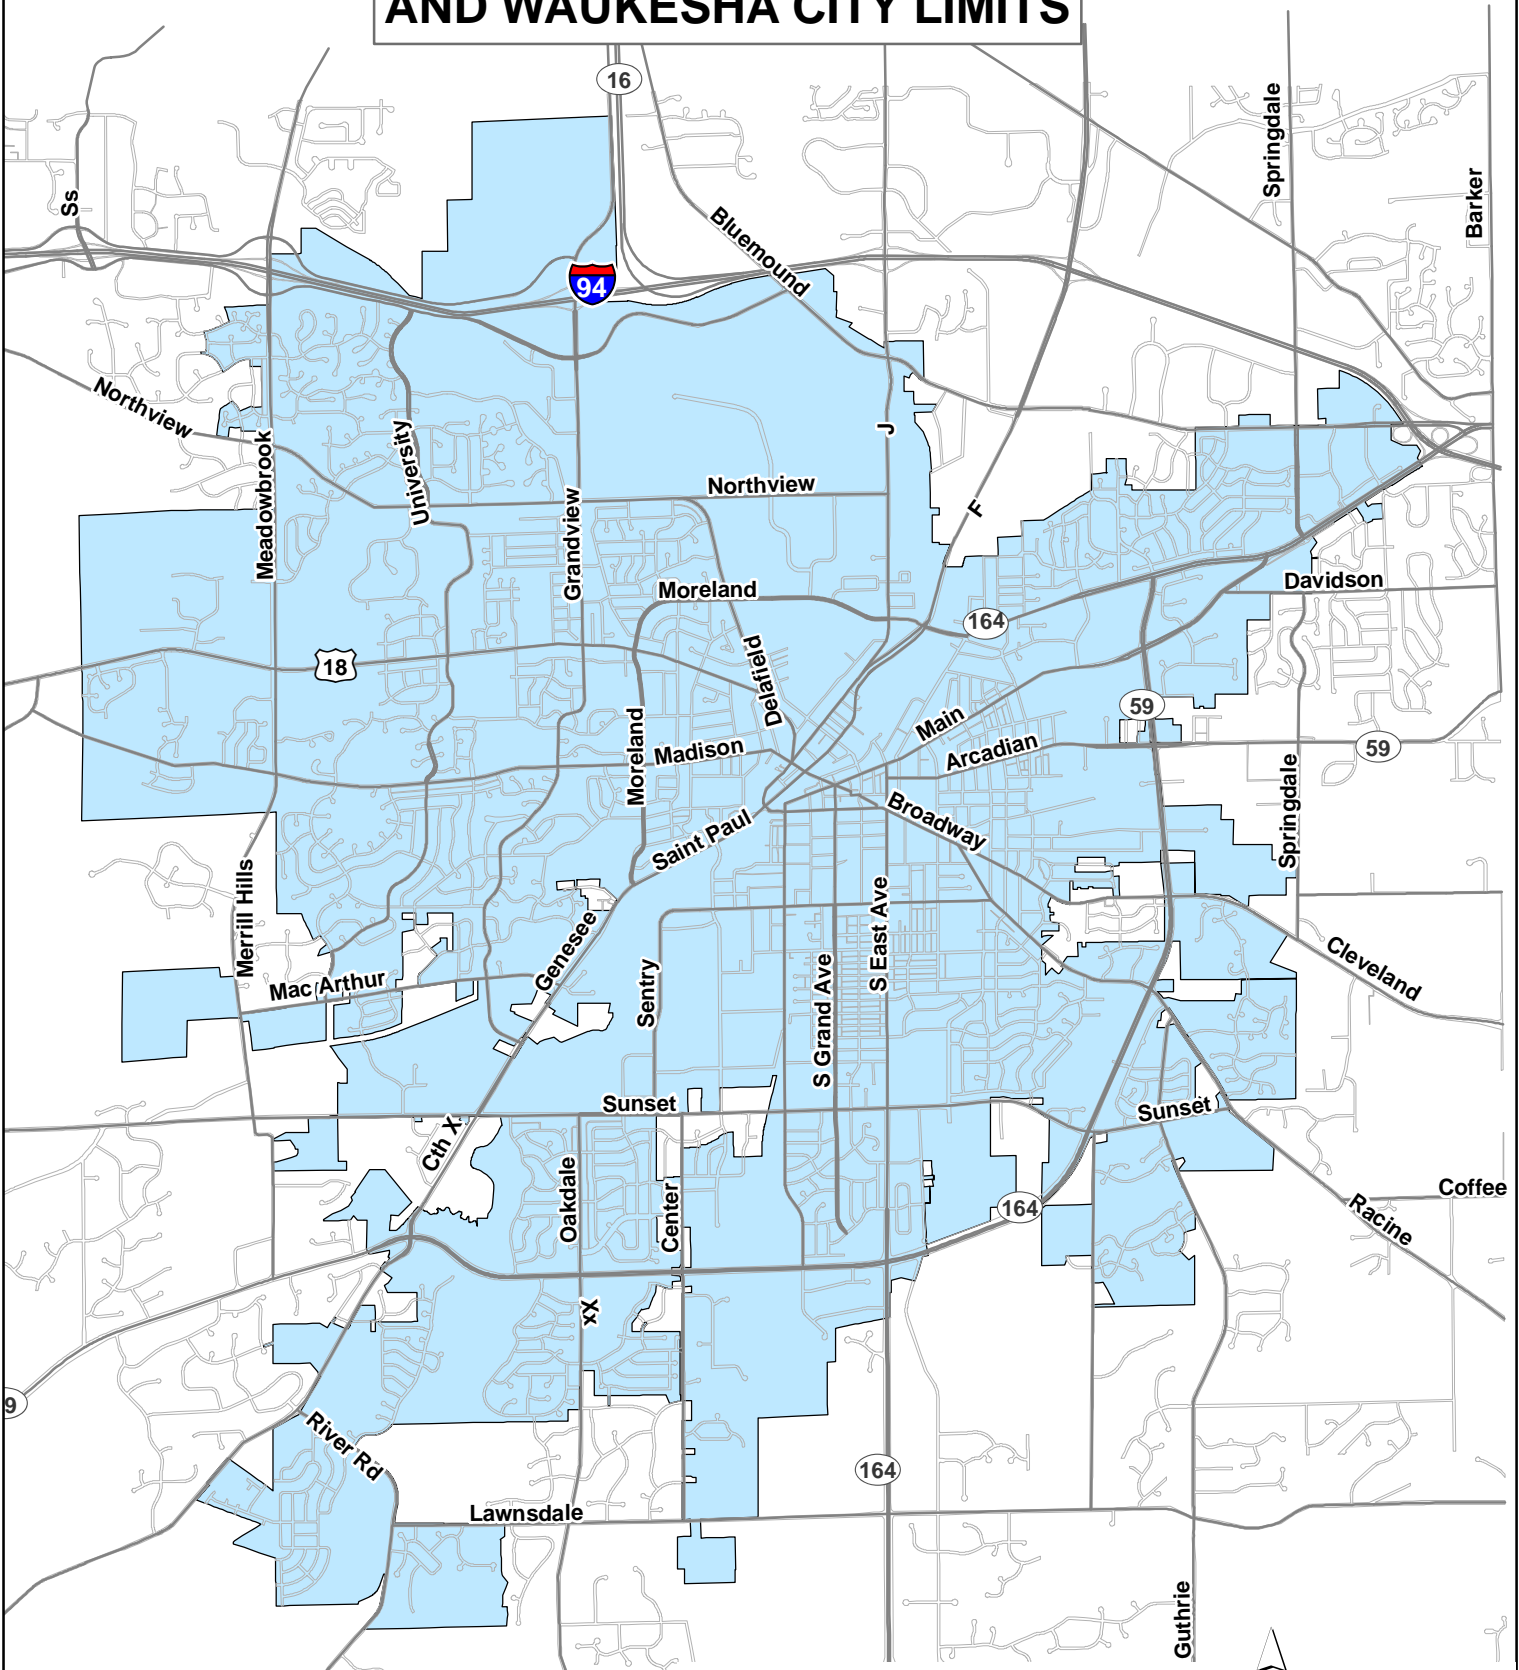 AND WAUKESHA CITY LIMITS
16
Springdale
Ss
Barker
Bluemound
94
Northview
Meadowbrook
University
J
Northview
Grandview
F
Moreland
Davidson
164
18
Delafield
59
Main
Moreland
Madison
Arcadian
59
Springdale
Saint Paul
Broadway
Merrill Hills
S East Ave
Genesee
Cleveland
Mac Arthur
Sentry
S Grand Ave
Sunset
Sunset
Cth X
Oakdale
Center
164
Coffee
Racine
xX
9
River Rd
164
Lawnsdale
Guthrie